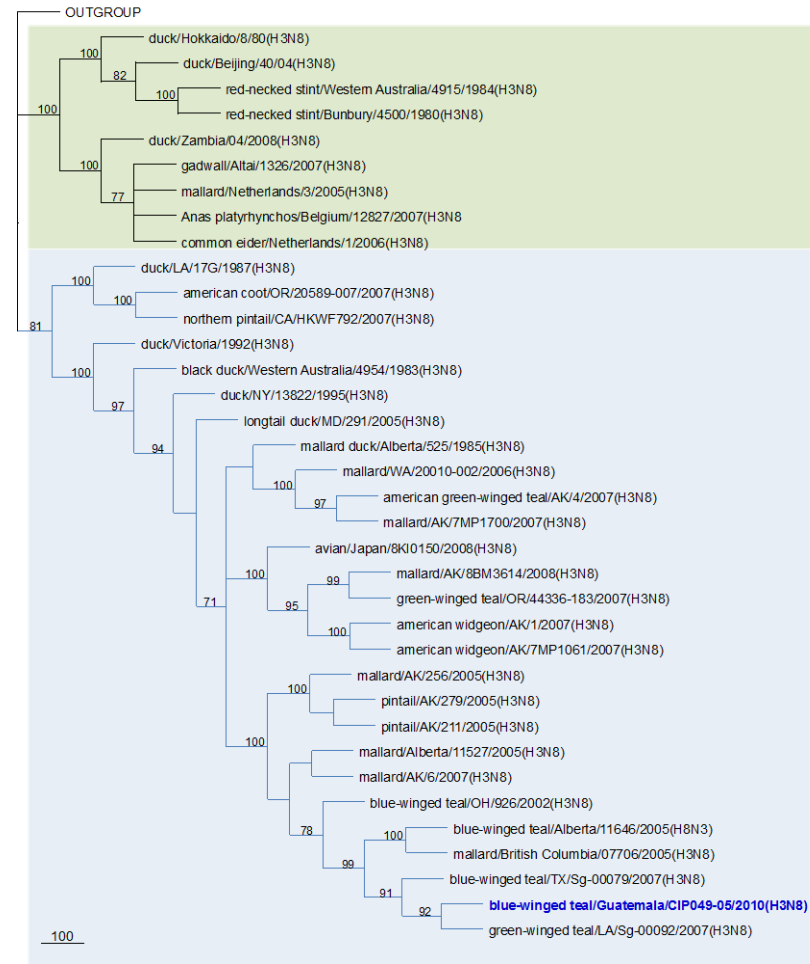 OUTGROUP
duck/Hokkaido/8/80(H3N8)
100
duck/Beijing/40/04(H3N8)
82
red-necked stint/Western Australia/4915/1984(H3N8)
100
100
red-necked stint/Bunbury/4500/1980(H3N8)
duck/Zambia/04/2008(H3N8)
100
gadwall/Altai/1326/2007(H3N8)
mallard/Netherlands/3/2005(H3N8)
77
Anas platyrhynchos/Belgium/12827/2007(H3N8
common eider/Netherlands/1/2006(H3N8)
duck/LA/17G/1987(H3N8)
100
american coot/OR/20589-007/2007(H3N8)
100
northern pintail/CA/HKWF792/2007(H3N8)
81
duck/Victoria/1992(H3N8)
100
black duck/Western Australia/4954/1983(H3N8)
duck/NY/13822/1995(H3N8)
97
longtail duck/MD/291/2005(H3N8)
mallard duck/Alberta/525/1985(H3N8)
94
mallard/WA/20010-002/2006(H3N8)
100
american green-winged teal/AK/4/2007(H3N8)
97
mallard/AK/7MP1700/2007(H3N8)
avian/Japan/8KI0150/2008(H3N8)
100
mallard/AK/8BM3614/2008(H3N8)
99
green-winged teal/OR/44336-183/2007(H3N8)
71
95
american widgeon/AK/1/2007(H3N8)
100
american widgeon/AK/7MP1061/2007(H3N8)
mallard/AK/256/2005(H3N8)
100
pintail/AK/279/2005(H3N8)
pintail/AK/211/2005(H3N8)
100
mallard/Alberta/11527/2005(H3N8)
mallard/AK/6/2007(H3N8)
blue-winged teal/OH/926/2002(H3N8)
78
blue-winged teal/Alberta/11646/2005(H8N3)
100
mallard/British Columbia/07706/2005(H3N8)
99
blue-winged teal/TX/Sg-00079/2007(H3N8)
91
blue-winged teal/Guatemala/CIP049-05/2010(H3N8)
92
green-winged teal/LA/Sg-00092/2007(H3N8)
100